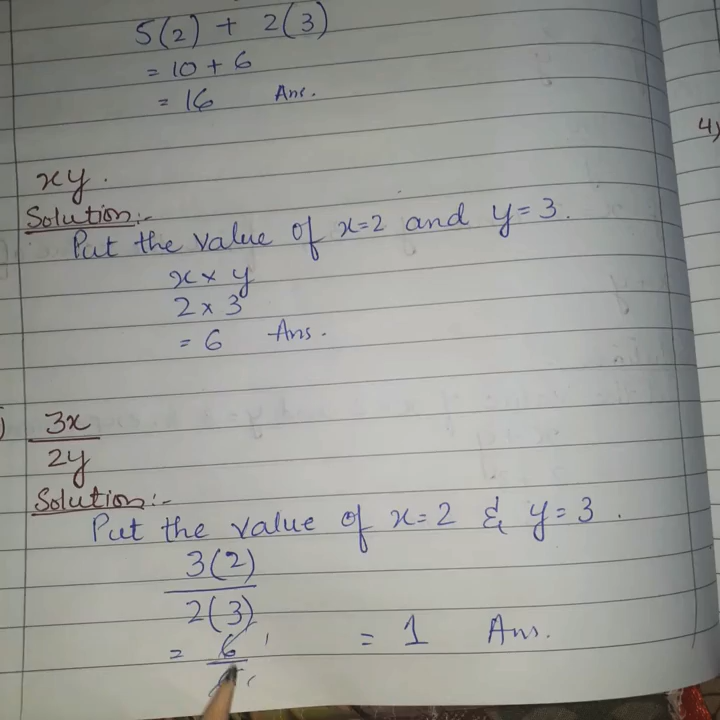 5(2) + 2(3)
= 10 + 6
= 16 Ans.
xy.
Solution:-
Put the value of x=2 and y=3.
x × y
2 × 3
= 6 Ans.
4)
)
3x
2y
Solution:-
Put the value of x=2 & y=3.
3(2)
2(3)
= 6 1 = 1 Ans.